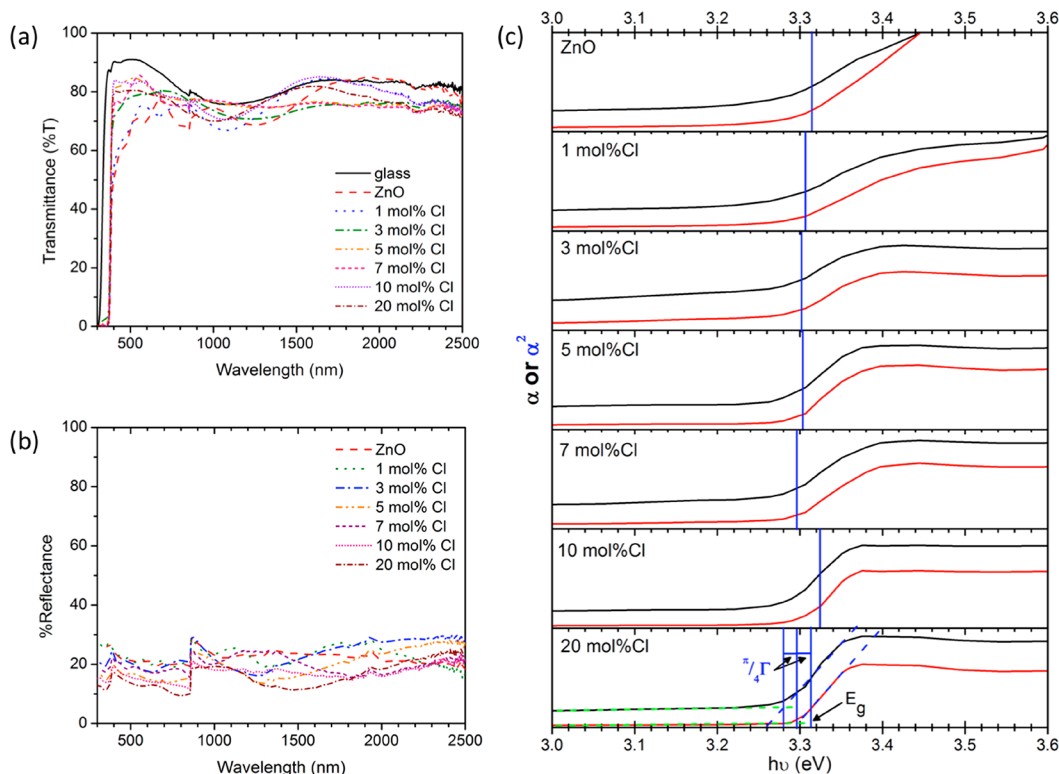 (a)
100
80
60
40
20
0
Transmittance (%T)
500 1000 1500 2000 2500
Wavelength (nm)
glass
ZnO
1 mol% Cl
3 mol% Cl
5 mol% Cl
7 mol% Cl
10 mol% Cl
20 mol% Cl
(b)
100
80
60
40
20
0
%Reflectance
500 1000 1500 2000 2500
Wavelength (nm)
ZnO
1 mol% Cl
3 mol% Cl
5 mol% Cl
7 mol% Cl
10 mol% Cl
20 mol% Cl
(c)
3.0 3.1 3.2 3.3 3.4 3.5 3.6
ZnO
1 mol%Cl
3 mol%Cl
5 mol%Cl
7 mol%Cl
10 mol%Cl
20 mol%Cl
π/4Γ
Eg
α or α²
3.0 3.1 3.2 3.3 3.4 3.5 3.6
hυ (eV)